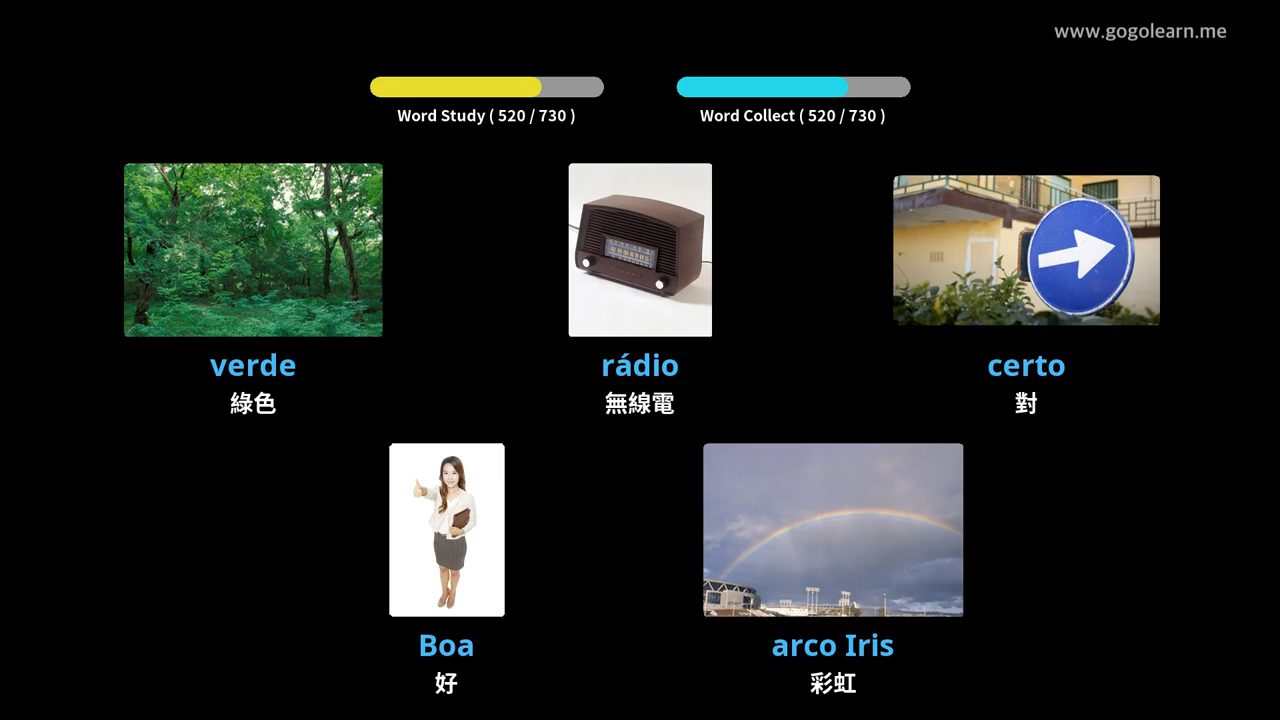 www.gogolearn.me
Word Study ( 520 / 730 )
Word Collect ( 520 / 730 )
verde
綠色
rádio
無線電
certo
對
Boa
好
arco Iris
彩虹